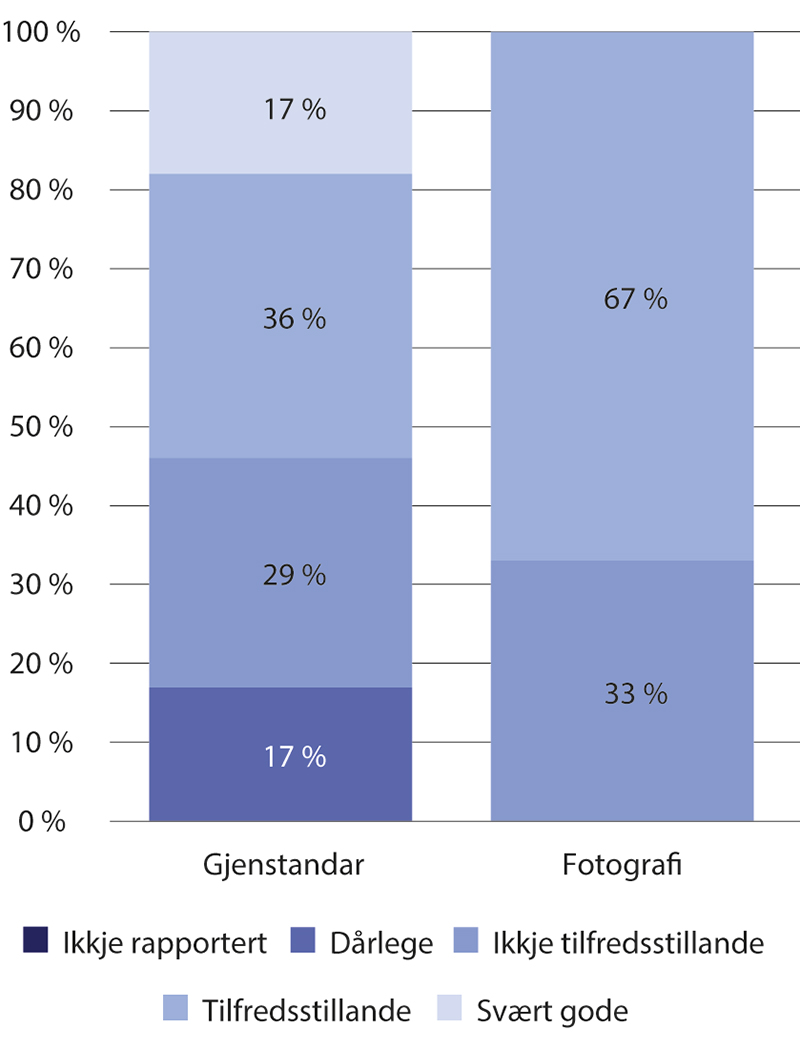 100 %
90 %
80 %
70 %
60 %
50 %
40 %
30 %
20 %
10 %
0 %
17 %
36 %
29 %
17 %
67 %
33 %
Gjenstandar
Fotografi
Ikkje rapportert
Dårlege
Ikkje tilfredsstillande
Tilfredsstillande
Svært gode